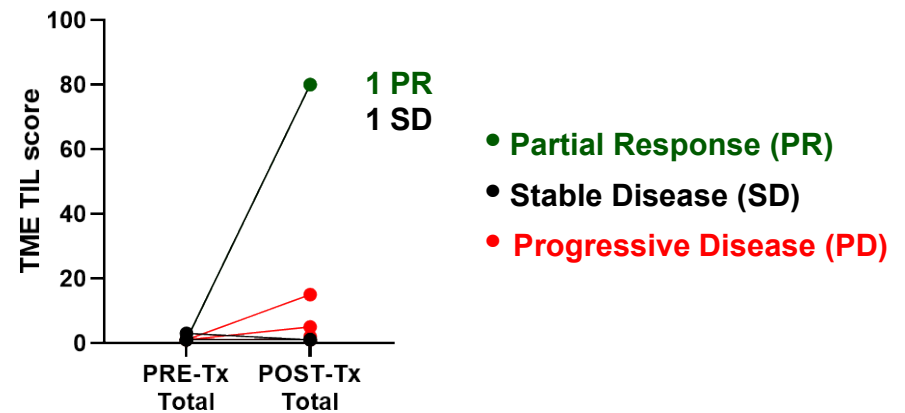 TME TIL score
100
80
60
40
20
0
PRE-Tx
Total
POST-Tx
Total
1 PR
1 SD
Partial Response (PR)
Stable Disease (SD)
Progressive Disease (PD)